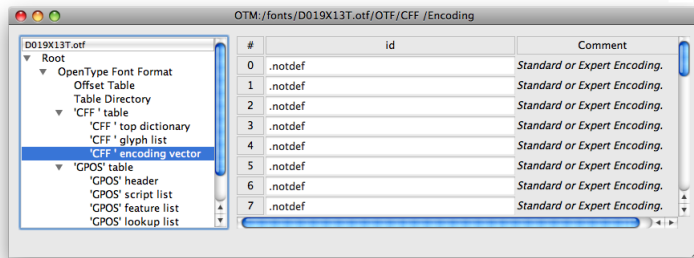 OTM:/fonts/D019X13T.otf/OTF/CFF /Encoding
D019X13T.otf
Root
OpenType Font Format
Offset Table
Table Directory
'CFF ' table
'CFF ' top dictionary
'CFF ' glyph list
'CFF ' encoding vector
'GPOS' table
'GPOS' header
'GPOS' script list
'GPOS' feature list
'GPOS' lookup list
# id Comment
0 .notdef Standard or Expert Encoding.
1 .notdef Standard or Expert Encoding.
2 .notdef Standard or Expert Encoding.
3 .notdef Standard or Expert Encoding.
4 .notdef Standard or Expert Encoding.
5 .notdef Standard or Expert Encoding.
6 .notdef Standard or Expert Encoding.
7 .notdef Standard or Expert Encoding.